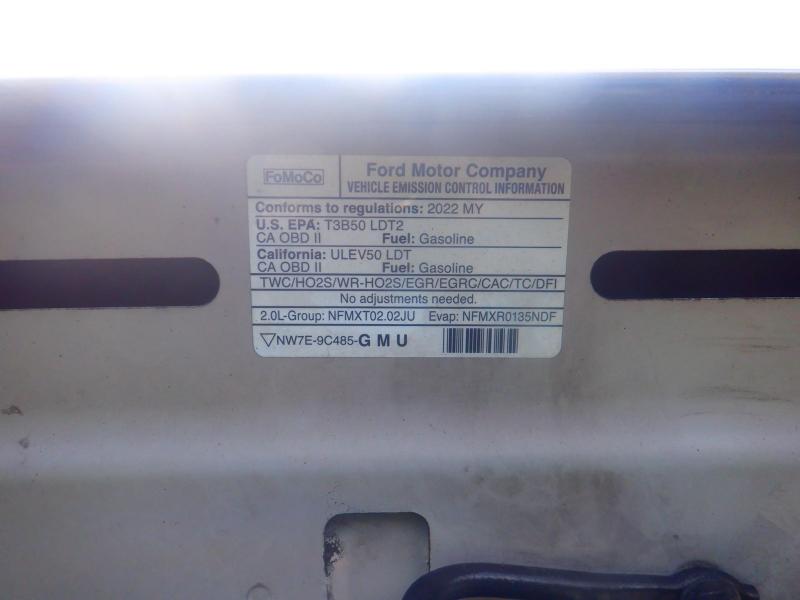 FoMoCo
Ford Motor Company
VEHICLE EMISSION CONTROL INFORMATION
Conforms to regulations: 2022 MY
U.S. EPA: T3B50 LDT2
CA OBD II Fuel: Gasoline
California: ULEV50 LDT
CA OBD II Fuel: Gasoline
TWC/HO2S/WR-HO2S/EGR/EGRC/CAC/TC/DFI
No adjustments needed.
2.0L-Group: NFMXT02.02JU Evap: NFMXR0135NDF
NW7E-9C485-G M U